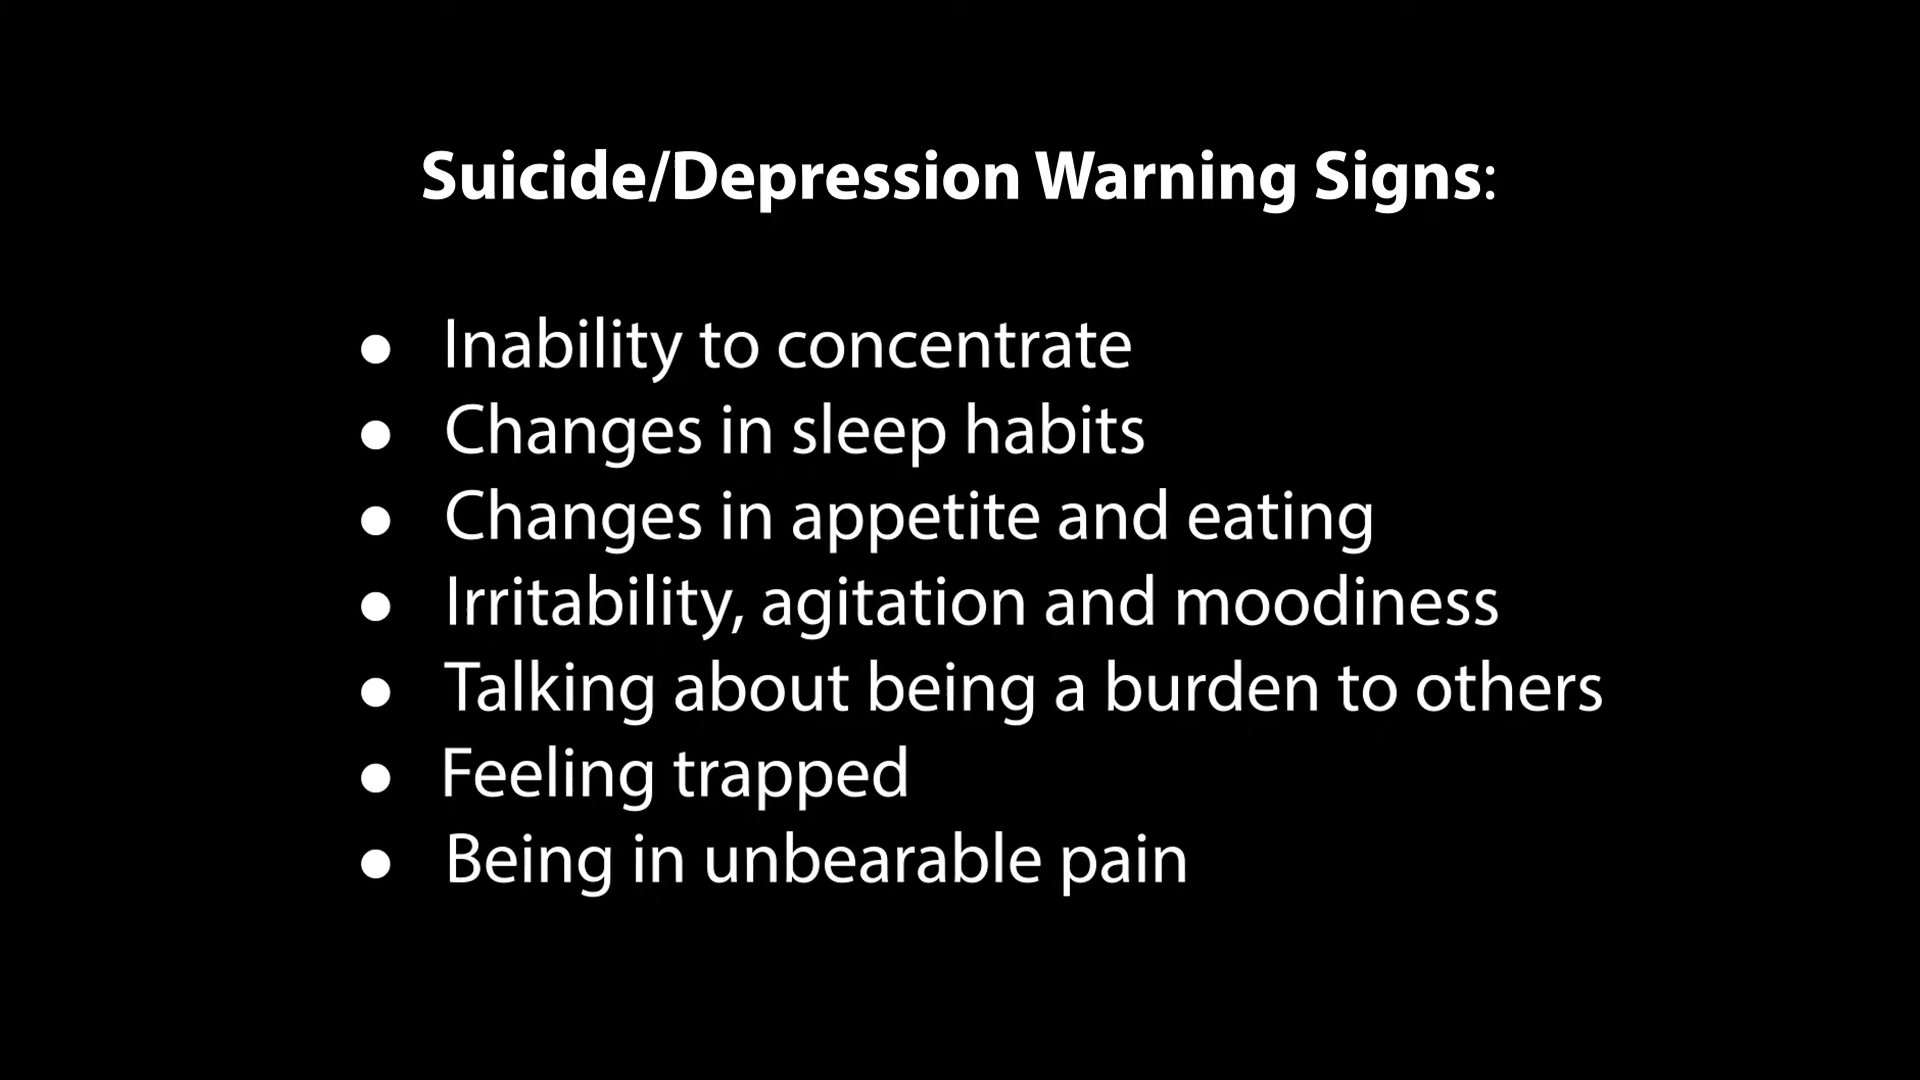 Suicide/Depression Warning Signs:
● Inability to concentrate
● Changes in sleep habits
● Changes in appetite and eating
● Irritability, agitation and moodiness
● Talking about being a burden to others
● Feeling trapped
● Being in unbearable pain